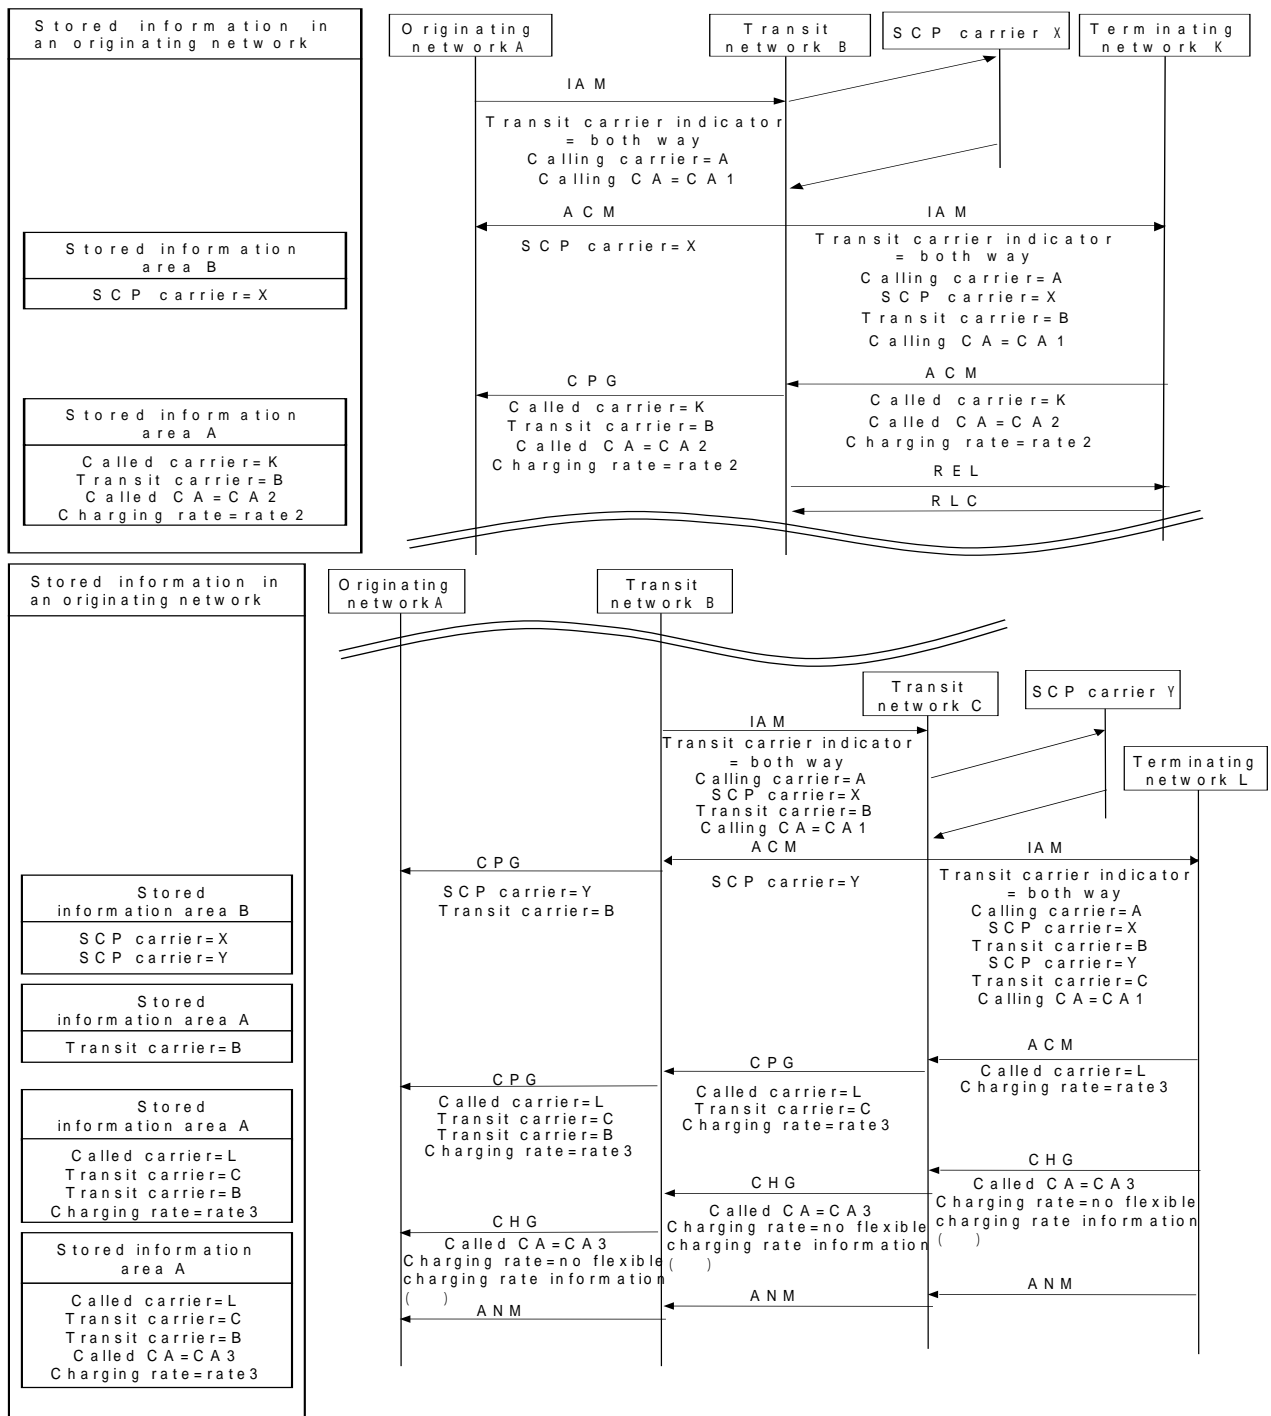 Stored information in
an originating network
Originating
network A
Transit
network B
SCP carrier X
Terminating
network K
IAM
Transit carrier indicator
= both way
Calling carrier=A
Calling CA=CA1
ACM
SCP carrier=X
IAM
Transit carrier indicator
= both way
Calling carrier=A
SCP carrier=X
Transit carrier=B
Calling CA=CA1
Stored information
area B
SCP carrier=X
ACM
Called carrier=K
Called CA=CA2
Charging rate=rate2
CPG
Called carrier=K
Transit carrier=B
Called CA=CA2
Charging rate=rate2
Stored information
area A
Called carrier=K
Transit carrier=B
Called CA=CA2
Charging rate=rate2
REL
RLC
Stored information in
an originating network
Originating
network A
Transit
network B
Transit
network C
SCP carrier Y
Terminating
network L
IAM
Transit carrier indicator
= both way
Calling carrier=A
SCP carrier=X
Transit carrier=B
Calling CA=CA1
ACM
SCP carrier=Y
IAM
Transit carrier indicator
= both way
Calling carrier=A
SCP carrier=X
Transit carrier=B
SCP carrier=Y
Transit carrier=C
Calling CA=CA1
CPG
SCP carrier=Y
Transit carrier=B
Stored
information area B
SCP carrier=X
SCP carrier=Y
Stored
information area A
Transit carrier=B
ACM
Called carrier=L
Charging rate=rate3
CPG
Called carrier=L
Transit carrier=C
Charging rate=rate3
CPG
Called carrier=L
Transit carrier=C
Transit carrier=B
Charging rate=rate3
Stored
information area A
Called carrier=L
Transit carrier=C
Transit carrier=B
Charging rate=rate3
CHG
Called CA=CA3
Charging rate=no flexible
charging rate information
( )
CHG
Called CA=CA3
Charging rate=no flexible
charging rate information
( )
CHG
Called CA=CA3
Charging rate=no flexible
charging rate information
( )
Stored information
area A
Called carrier=L
Transit carrier=C
Transit carrier=B
Called CA=CA3
Charging rate=rate3
ANM
ANM
ANM